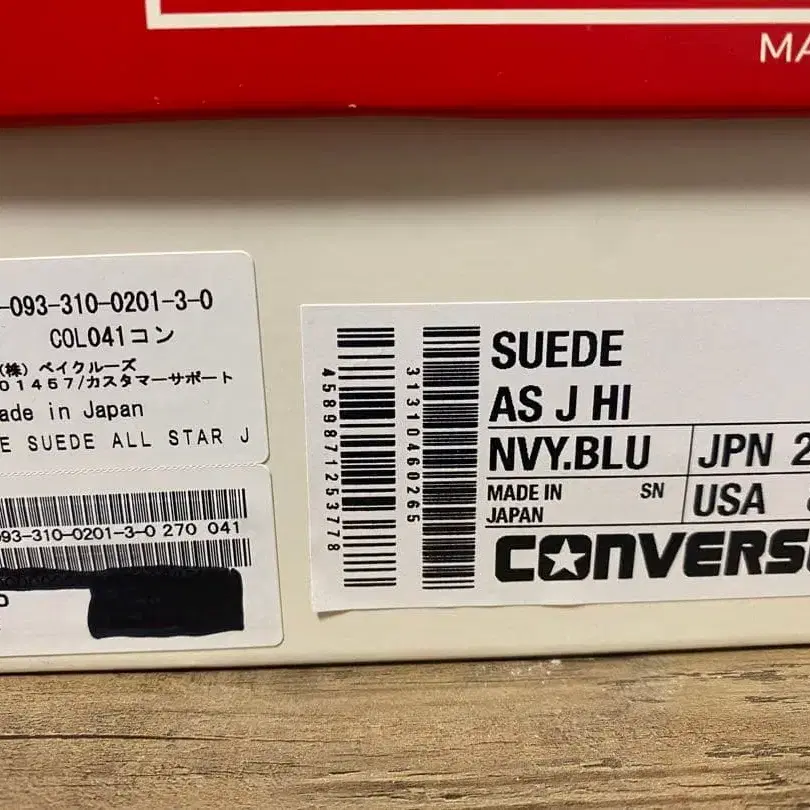 MA
-093-310-0201-3-0
COL041コン
(株) ベイクルーズ
01457/カスタマーサポート
ade in Japan
E SUEDE ALL STAR J
093-310-0201-3-0 270 041
4589871253778
31310460265
SUEDE
AS J HI
NVY.BLU
JPN 2
MADE IN
JPAN
SN
USA
CONVERS